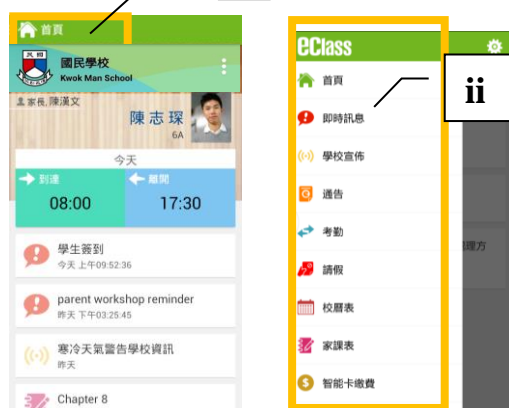 首頁
國民學校
Kwok Man School
家長, 陳漢文
陳志琛
6A
今天
到達
離開
08:00
17:30
學生簽到
今天 上午09:52:36
parent workshop reminder
昨天 下午03:25:45
寒冷天氣警告學校資訊
昨天
Chapter 8
eClass
首頁
即時訊息
學校宣佈
通告
考勤
請假
校曆表
家課表
智能卡繳費
ii